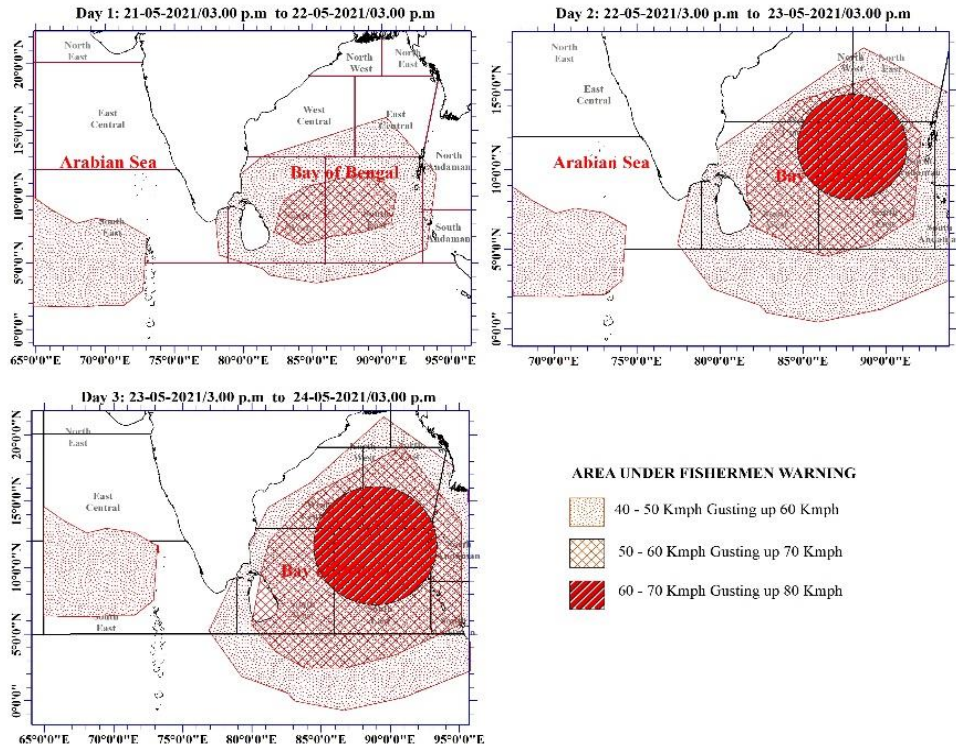 Day 1: 21-05-2021/03.00 p.m to 22-05-2021/03.00 p.m
North East
20°0'0"N
15°0'0"N
10°0'0"N
5°0'0"N
0°0'0"
North West
North East
East Central
West Central
East Central
Arabian Sea
Bay of Bengal
North Andaman
South East
South Andaman
65°0'0"E 70°0'0"E 75°0'0"E 80°0'0"E 85°0'0"E 90°0'0"E 95°0'0"E
Day 2: 22-05-2021/03.00 p.m to 23-05-2021/03.00 p.m
North East
15°0'0"N
10°0'0"N
5°0'0"N
0°0'0"
North West
North East
East Central
Arabian Sea
70°0'0"E 75°0'0"E 80°0'0"E 85°0'0"E 90°0'0"E
Day 3: 23-05-2021/3.00 p.m to 24-05-2021/03.00 p.m
20°0'0"N
15°0'0"N
10°0'0"N
5°0'0"N
0°0'0"
North East
East Central
Arabian Sea
South East
65°0'0"E 70°0'0"E 75°0'0"E 80°0'0"E 85°0'0"E 90°0'0"E 95°0'0"E
AREA UNDER FISHERMEN WARNING
40 - 50 Kmph Gusting up 60 Kmph
50 - 60 Kmph Gusting up 70 Kmph
60 - 70 Kmph Gusting up 80 Kmph